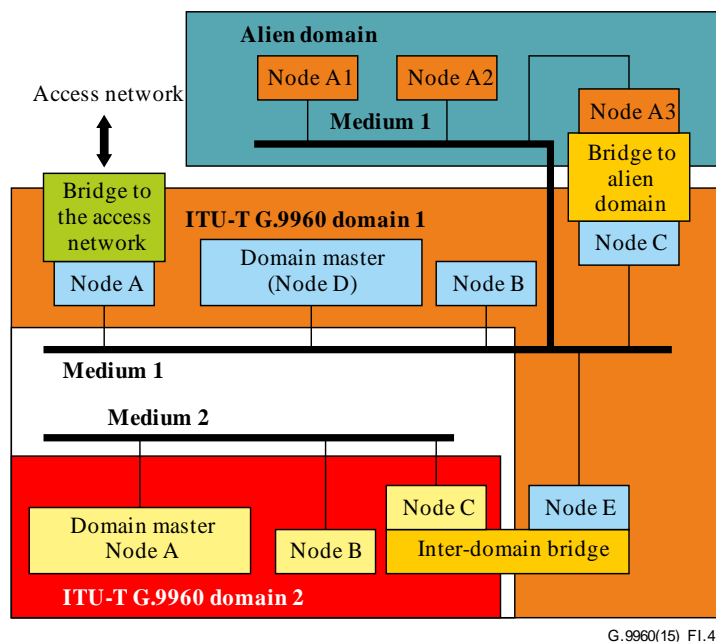 Alien domain
Node A1
Node A2
Access network
Medium 1
Node A3
Bridge to
alien
domain
Bridge to
the access
network
ITU-T G.9960 domain 1
Node C
Domain master
(Node D)
Node A
Node B
Medium 1
Medium 2
Node C
Node E
Domain master
Node A
Node B
Inter-domain bridge
ITU-T G.9960 domain 2
G.9960(15)_FI.4